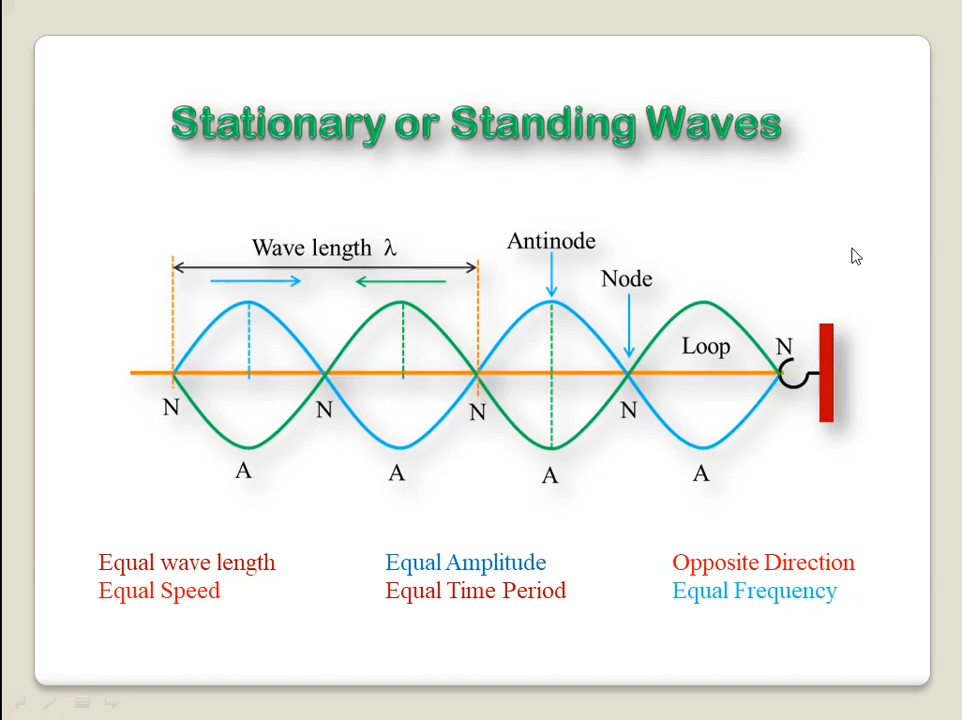 Stationary or Standing Waves
Wave length λ
Antinode
Node
Loop
N
N
N
N
N
A
A
A
A
Equal wave length
Equal Amplitude
Opposite Direction
Equal Speed
Equal Time Period
Equal Frequency